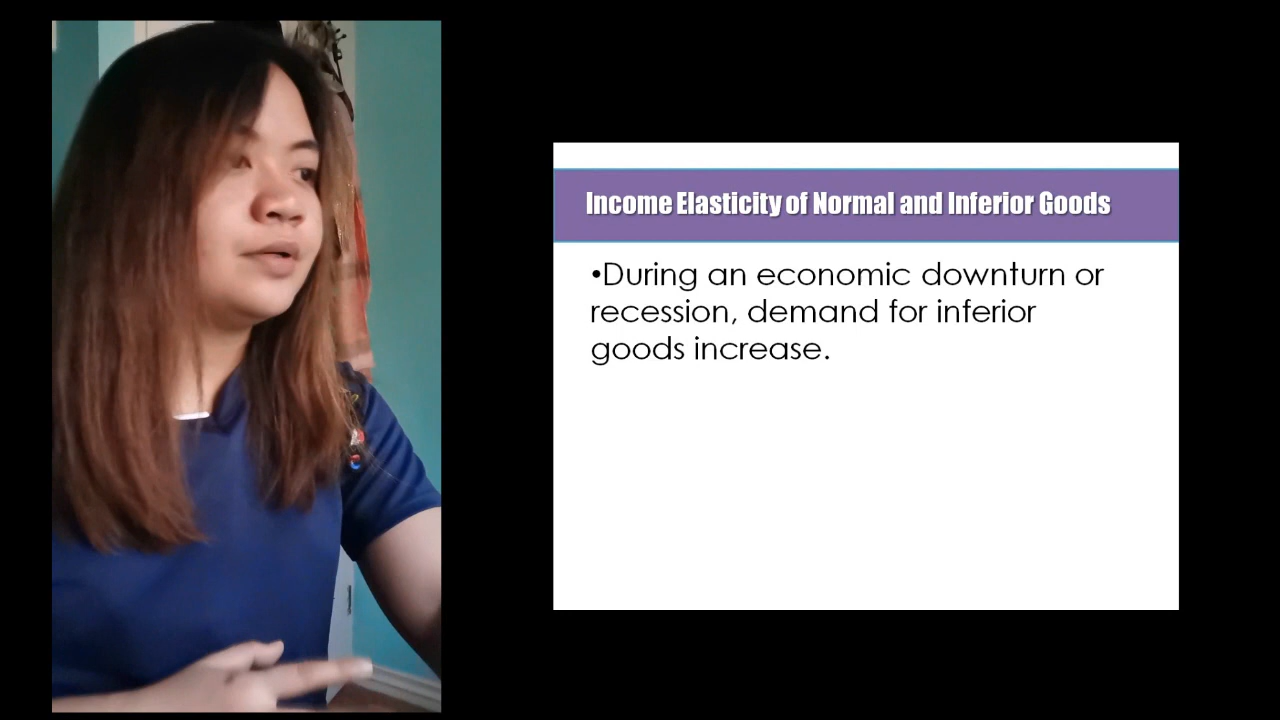 Income Elasticity of Normal and Inferior Goods
•During an economic downturn or
recession, demand for inferior
goods increase.